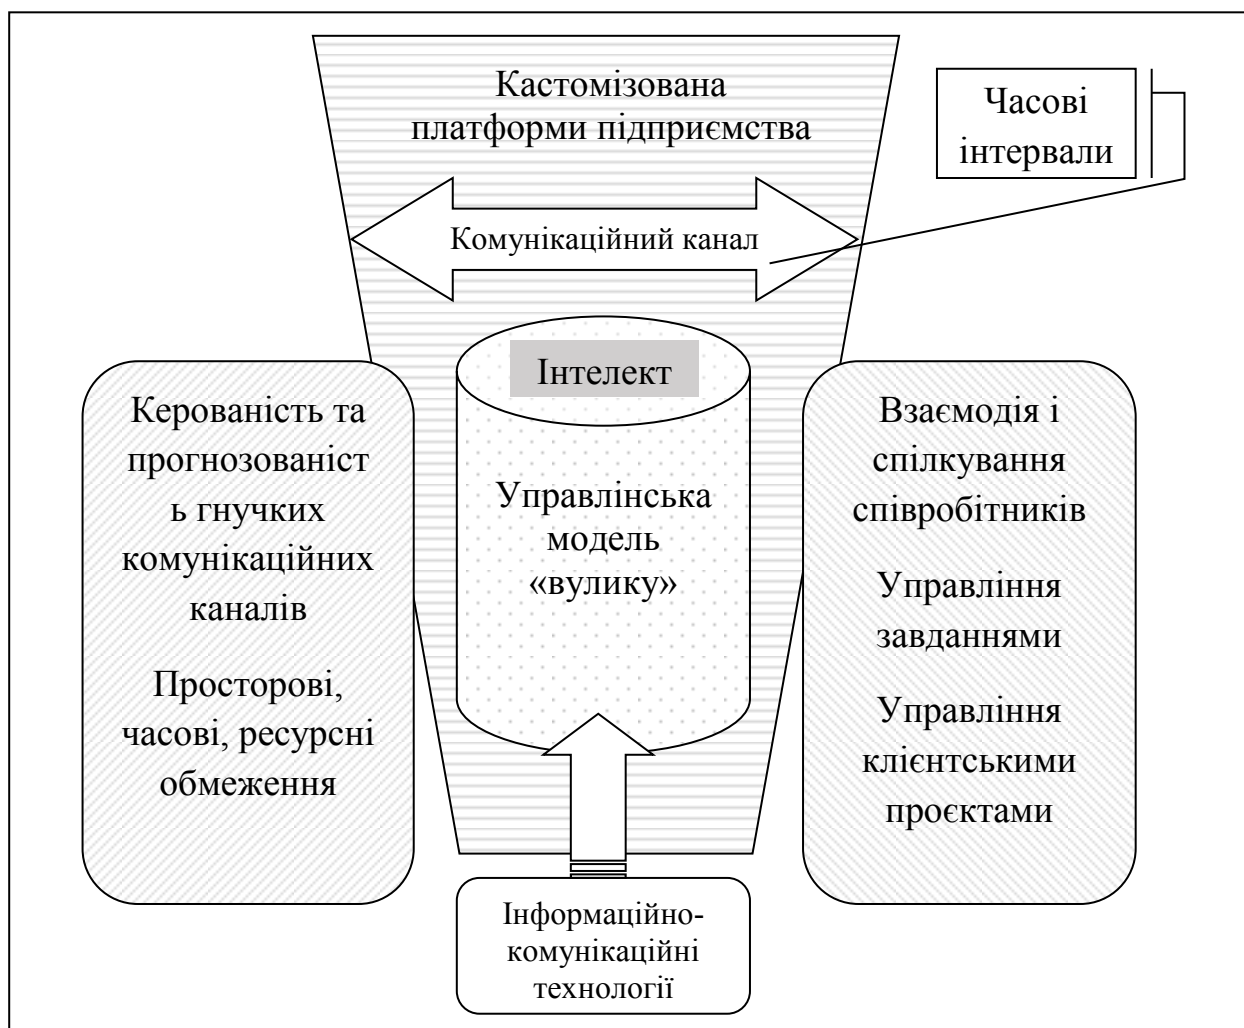 Кастомізована
платформи підприємства
Часові
інтервали
Комунікаційний канал
Інтелект
Управлінська
модель
«вулику»
Керованість та
прогнозованіст
ь гнучких
комунікаційних
каналів
Просторові,
часові, ресурсні
обмеження
Взаємодія і
спілкування
співробітників
Управління
завданнями
Управління
клієнтськими
проєктами
Інформаційно-
комунікаційні
технології